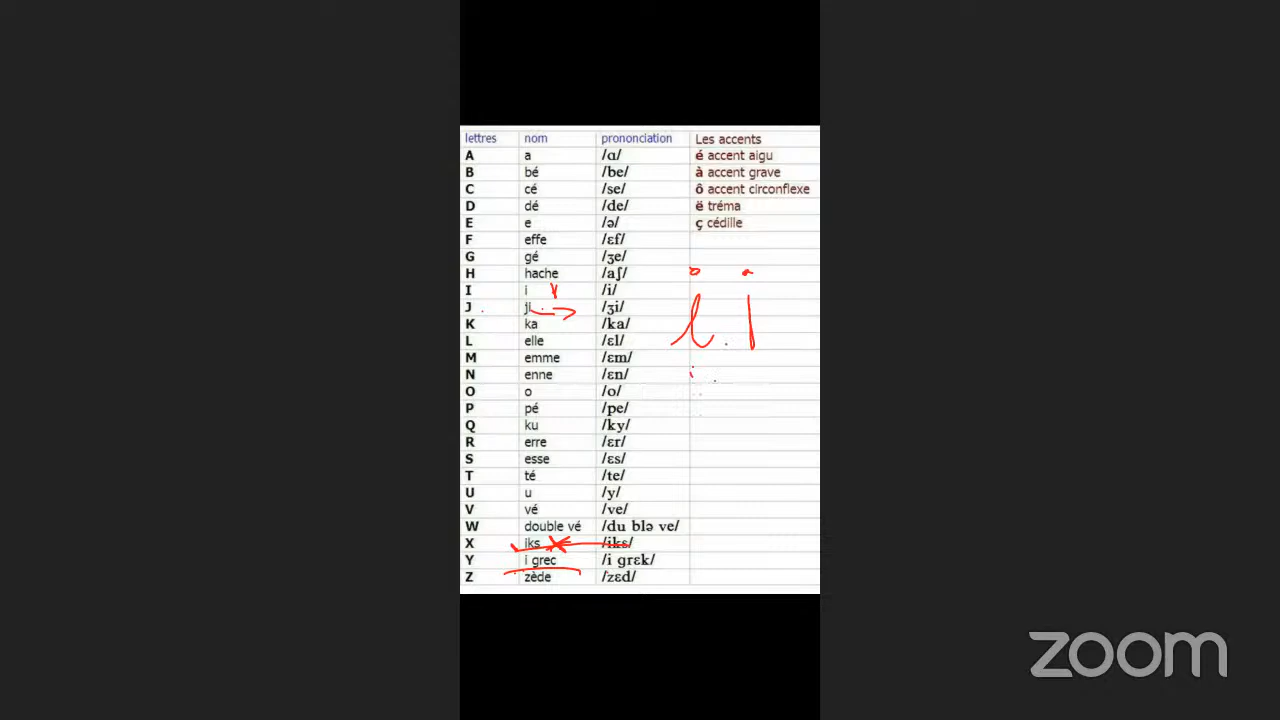 lettres nom prononciation Les accents
A a /ɑ/ é accent aigu
B bé /be/ à accent grave
C cé /se/ ô accent circonflexe
D dé /de/ ë tréma
E e /ə/ ç cédille
F effe /ɛf/
G gé /ʒe/
H hache /aʃ/
I i /i/
J ji /ʒi/
K ka /ka/
L elle /ɛl/
M emme /ɛm/
N enne /ɛn/
O o /o/
P pé /pe/
Q ku /ky/
R erre /ɛr/
S esse /ɛs/
T té /te/
U u /y/
V vé /ve/
W double vé /du blə ve/
X iks /iks/
Y i grec /i grɛk/
Z zède /zɛd/
zoom